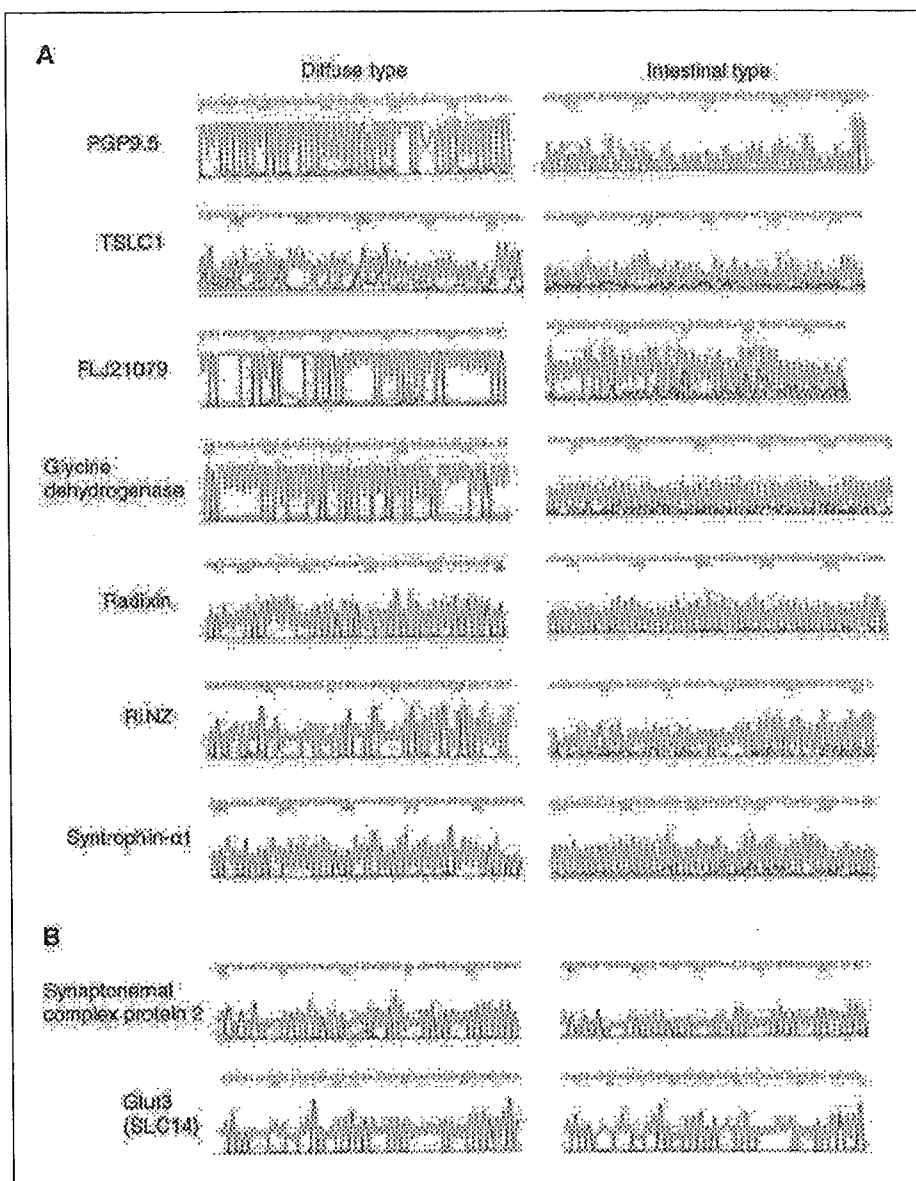 A
Diffuse type Intestinal type
PGP9.5
TSLC1
FLJ21079
Glycine
dehydrogenase
Radixin
RINZ
Syntrophin-α1
B
Synaptonemal
complex protein
Glut3
(SLC14)